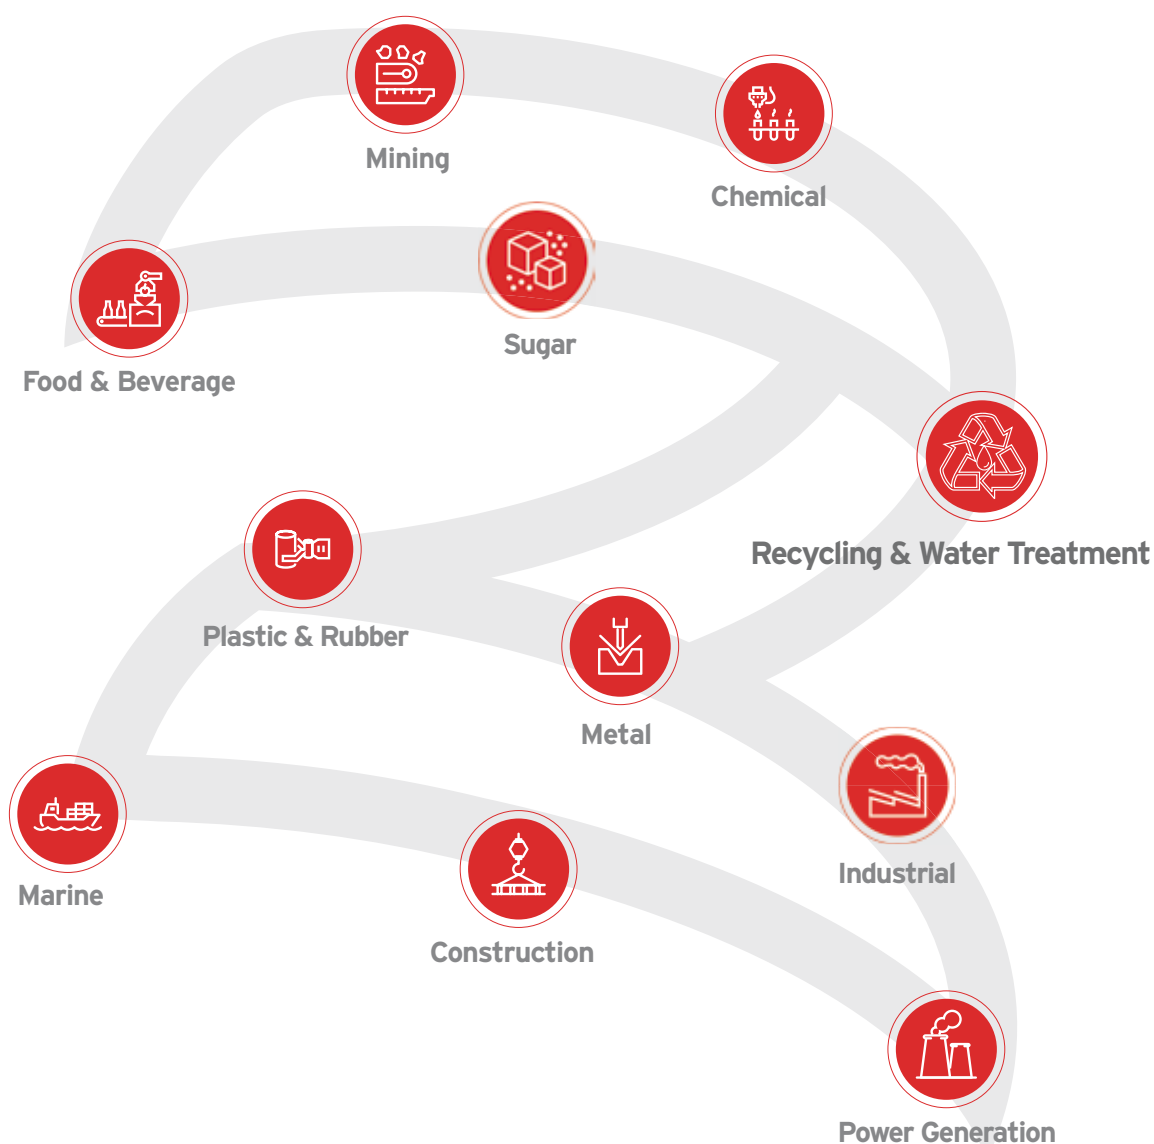 Mining
Chemical
Sugar
Food & Beverage
Recycling & Water Treatment
Plastic & Rubber
Metal
Industrial
Marine
Construction
Power Generation